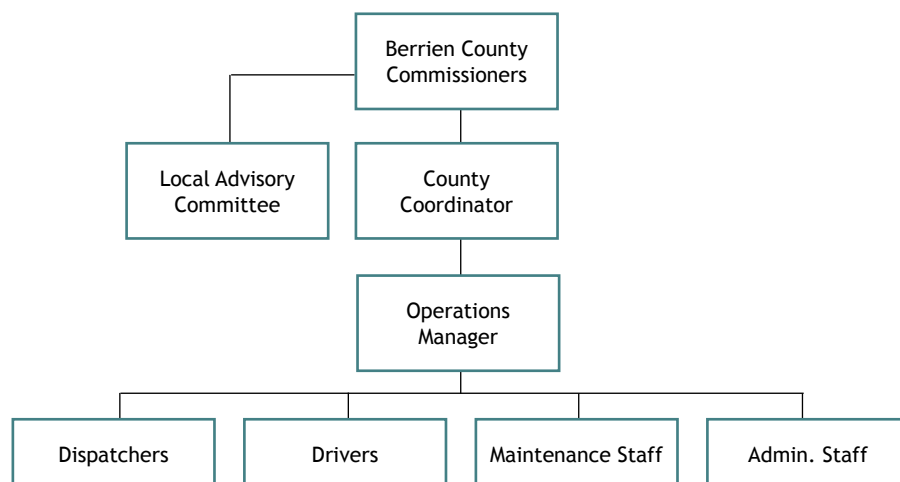 Berrien County
Commissioners
Local Advisory
Committee
County
Coordinator
Operations
Manager
Dispatchers
Drivers
Maintenance Staff
Admin. Staff